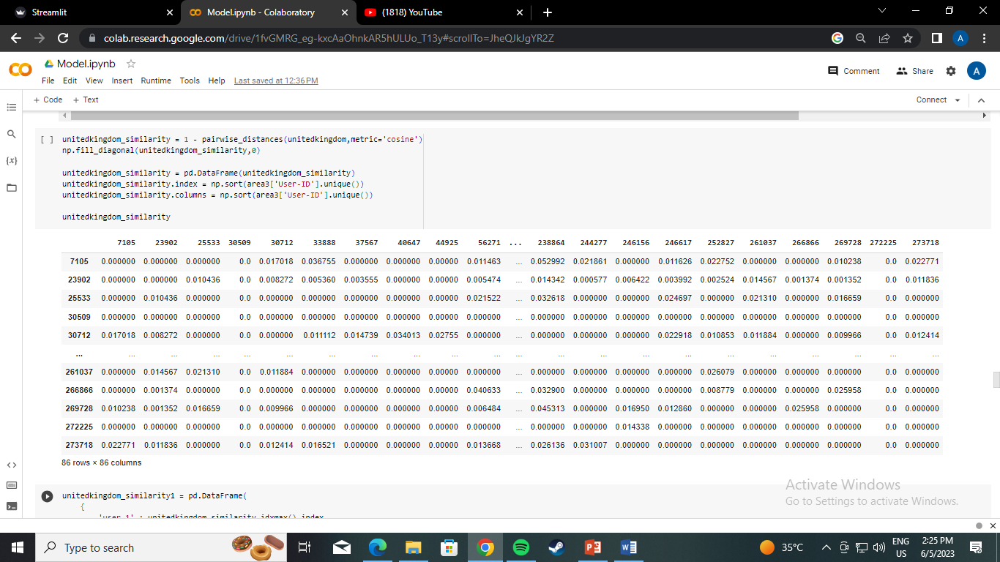 Streamlit
Model.ipynb - Colaboratory
(1818) YouTube
colab.research.google.com/drive/1fvGMRG_eg-kxcAaOhnkAR5hULUo_T13y#scrollTo=JheQJkJgYR2Z
A
Model.ipynb
File Edit View Insert Runtime Tools Help Last saved at 12:36 PM
Comment Share A
+ Code + Text Connect
[ ] unitedkingdom_similarity = 1 - pairwise_distances(unitedkingdom,metric='cosine')
np.fill_diagonal(unitedkingdom_similarity,0)
unitedkingdom_similarity = pd.DataFrame(unitedkingdom_similarity)
unitedkingdom_similarity.index = np.sort(area3['User-ID'].unique())
unitedkingdom_similarity.columns = np.sort(area3['User-ID'].unique())
unitedkingdom_similarity
7105 23902 25533 30509 30712 33888 37567 40647 44925 56271 ... 238864 244277 246156 246617 252827 261037 266866 269728 272225 273718
7105 0.000000 0.000000 0.000000 0.0 0.017018 0.036755 0.000000 0.000000 0.00000 0.011463 ... 0.052992 0.021861 0.000000 0.011626 0.022752 0.000000 0.000000 0.010238 0.0 0.022771
23902 0.000000 0.000000 0.010436 0.0 0.008272 0.005360 0.003555 0.000000 0.00000 0.005474 ... 0.014342 0.000577 0.006422 0.003992 0.002524 0.014567 0.001374 0.001352 0.0 0.011836
25533 0.000000 0.010436 0.000000 0.0 0.000000 0.000000 0.000000 0.000000 0.00000 0.021522 ... 0.032618 0.000000 0.000000 0.024697 0.000000 0.021310 0.000000 0.016659 0.0 0.000000
30509 0.000000 0.000000 0.000000 0.0 0.000000 0.000000 0.000000 0.000000 0.00000 0.000000 ... 0.000000 0.000000 0.000000 0.000000 0.000000 0.000000 0.000000 0.000000 0.0 0.000000
30712 0.017018 0.008272 0.000000 0.0 0.000000 0.011112 0.014739 0.034013 0.02755 0.000000 ... 0.000000 0.000000 0.000000 0.022918 0.010853 0.011884 0.000000 0.009966 0.0 0.012414
... ... ... ... ... ... ... ... ... ... ... ... ... ... ... ... ... ... ... ... ... ...
261037 0.000000 0.014567 0.021310 0.0 0.011884 0.000000 0.000000 0.000000 0.00000 0.000000 ... 0.000000 0.000000 0.000000 0.000000 0.026079 0.000000 0.000000 0.000000 0.0 0.000000
266866 0.000000 0.001374 0.000000 0.0 0.000000 0.000000 0.000000 0.000000 0.00000 0.040633 ... 0.032900 0.000000 0.000000 0.000000 0.008779 0.000000 0.000000 0.025958 0.0 0.000000
269728 0.010238 0.001352 0.016659 0.0 0.009966 0.000000 0.000000 0.000000 0.00000 0.006484 ... 0.045313 0.000000 0.016950 0.012860 0.000000 0.000000 0.025958 0.000000 0.0 0.000000
272225 0.000000 0.000000 0.000000 0.0 0.000000 0.000000 0.000000 0.000000 0.00000 0.000000 ... 0.000000 0.000000 0.014338 0.000000 0.000000 0.000000 0.000000 0.000000 0.0 0.000000
273718 0.022771 0.011836 0.000000 0.0 0.012414 0.016521 0.000000 0.000000 0.00000 0.013668 ... 0.026136 0.031007 0.000000 0.000000 0.000000 0.000000 0.000000 0.000000 0.0 0.000000
86 rows × 86 columns
unitedkingdom_similarity1 = pd.DataFrame(
{
'user_1' : unitedkingdom_similarity.idxmax().index
Activate Windows
Go to Settings to activate Windows.
Type to search
35°C
ENG
US
2:25 PM
6/5/2023